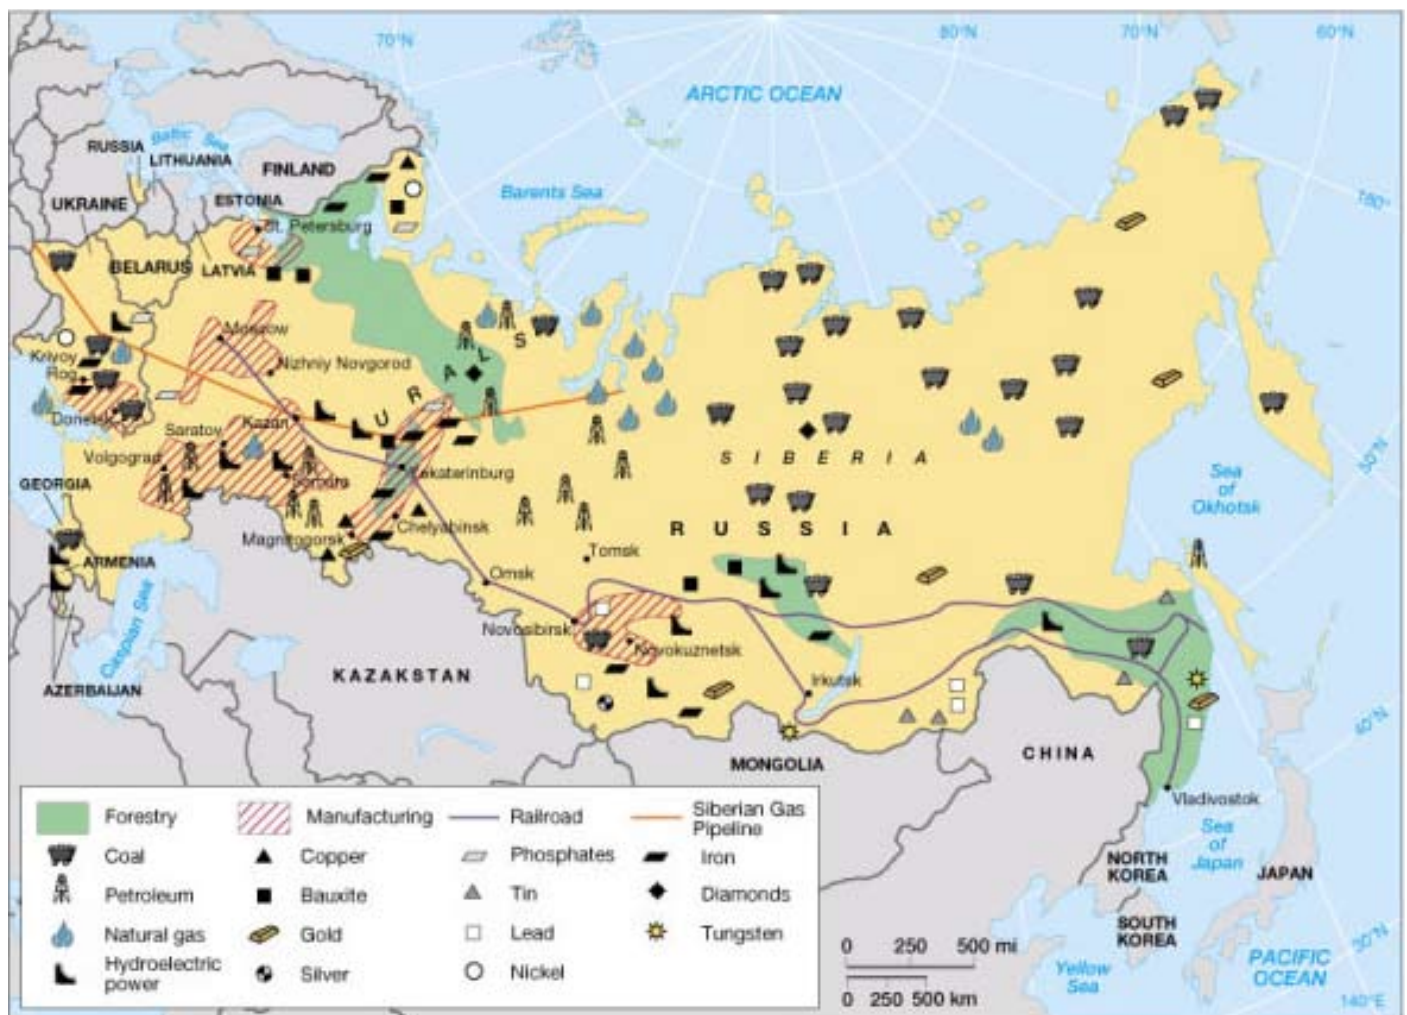 70°N
80°N
70°N
60°N
ARCTIC OCEAN
RUSSIA
Baltic Sea
LITHUANIA
FINLAND
Barents Sea
180°
UKRAINE
ESTONIA
St. Petersburg
BELARUS
LATVIA
Moscow
Krivoy
Rog
Nizhniy Novgorod
URALS
Donetsk
Kazan
Saratov
Volgograd
Samara
Yekaterinburg
SIBERIA
50°N
GEORGIA
Sea
of
Okhotsk
Chelyabinsk
RUSSIA
Magnitogorsk
ARMENIA
Tomsk
Omsk
Caspian Sea
Novosibirsk
Novokuznetsk
KAZAKSTAN
Irkutsk
AZERBAIJAN
40°N
CHINA
MONGOLIA
Vladivostok
Sea
of
Japan
NORTH
KOREA
JAPAN
SOUTH
KOREA
PACIFIC
OCEAN
30°N
Yellow
Sea
140°E
Forestry
Manufacturing
Railroad
Siberian Gas
Pipeline
Coal
Copper
Phosphates
Iron
Petroleum
Bauxite
Tin
Diamonds
Natural gas
Gold
Lead
Tungsten
Hydroelectric
power
Silver
Nickel
0 250 500 mi
0 250 500 km